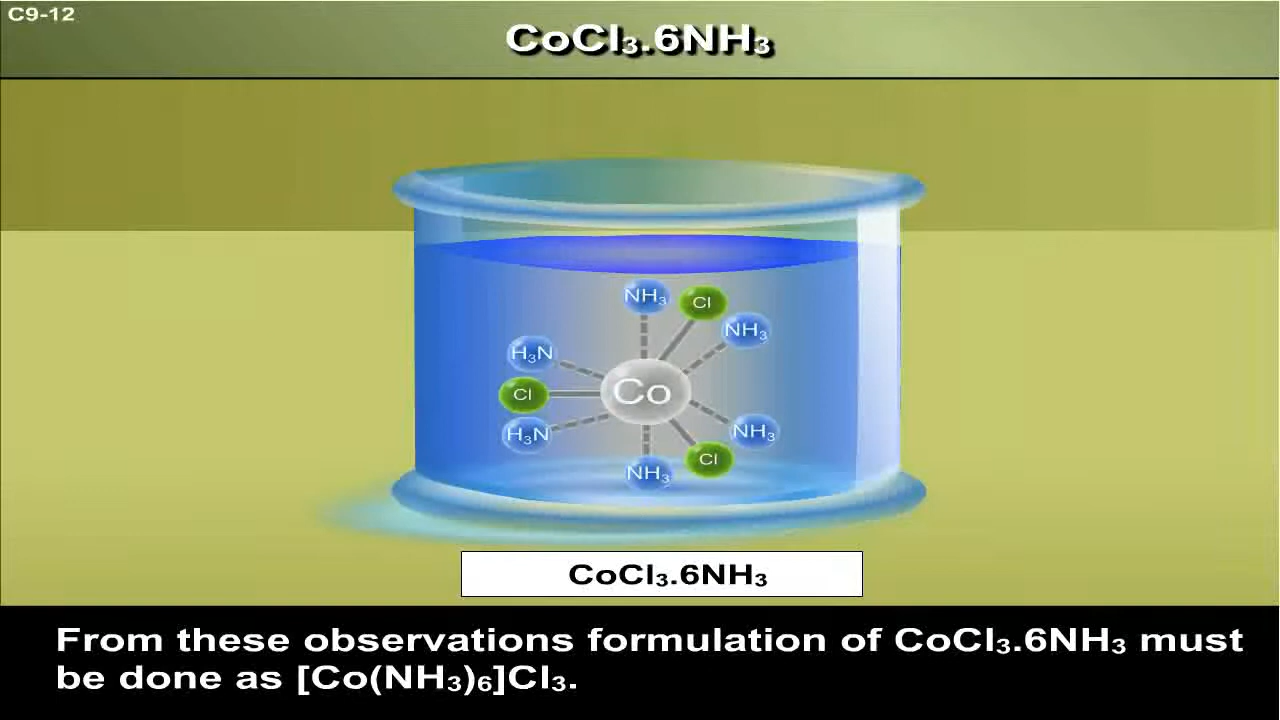 C9-12
CoCl₃.6NH₃
NH₃
Cl
NH₃
H₃N
Cl
Co
H₃N
NH₃
Cl
NH₃
CoCl₃.6NH₃
From these observations formulation of CoCl₃.6NH₃ must
be done as [Co(NH₃)₆]Cl₃.